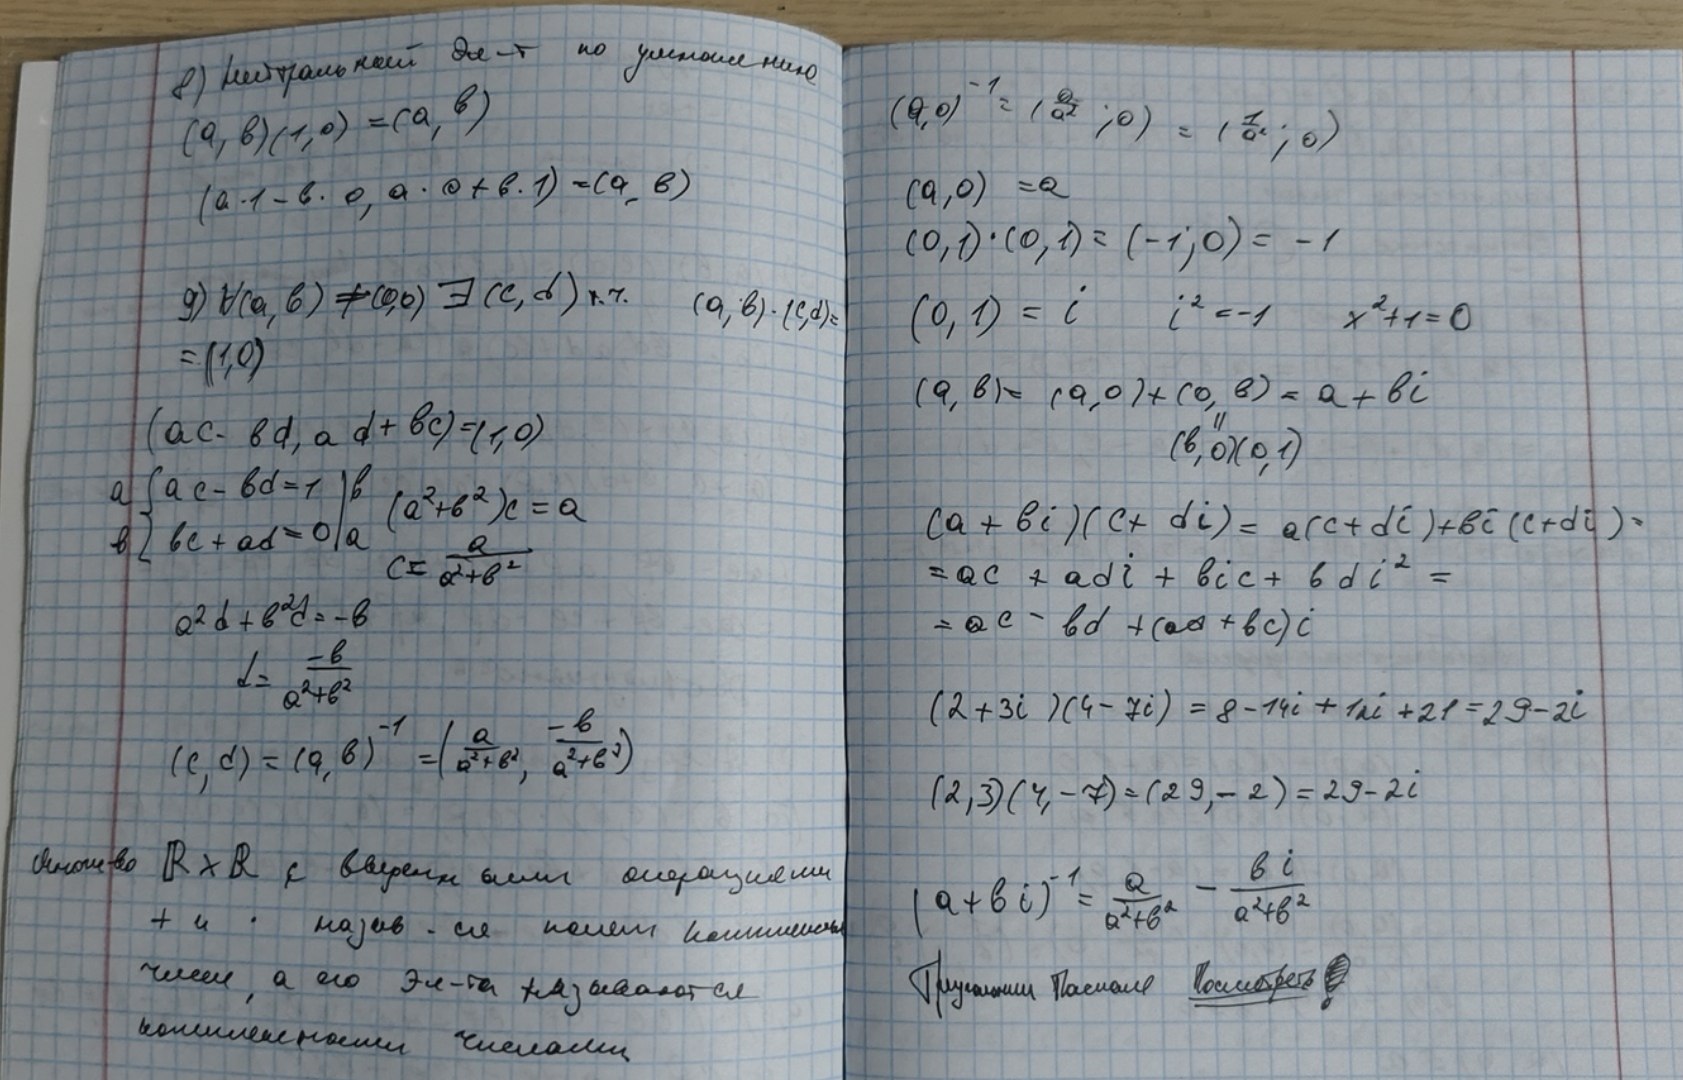 8) Нейтральный эл-т по умножению
(a, b)(1, 0) = (a, b)
(a·1 - b·0, a·0 + b·1) = (a, b)
9) ∀(a, b) ≠ (0,0) ∃ (c, d) т.ч. (a, b)·(c,d) =
= (1,0)
(ac - bd, ad + bc) = (1,0)
a { ac - bd = 1 | b
b { bc + ad = 0 | a
(a² + b²)c = a
c = a/(a²+b²)
a²d + b²d = -b
d = -b/(a²+b²)
(c, d) = (a, b)⁻¹ = (a/(a²+b²), -b/(a²+b²))
Множ-во ℝ×ℝ с введенными операциями
+ и · назыв-ся полем комплексных
чисел, а его эл-та называются
комплексными числами
(a,0)⁻¹ = (a/a²; 0) = (1/a; 0)
(a,0) = a
(0,1)·(0,1) = (-1;0) = -1
(0,1) = i i² = -1 x²+1=0
(a, b) = (a,0) + (0, b) = a + bi
"
(b,0)(0,1)
(a + bi)(c + di) = a(c+di) + bi(c+di) =
= ac + adi + bic + bdi² =
= ac - bd + (ad + bc)i
(2+3i)(4-7i) = 8 - 14i + 12i + 21 = 29-2i
(2,3)(4,-7) = (29,-2) = 29-2i
(a+bi)⁻¹ = a/(a²+b²) - bi/(a²+b²)
Треугольник Паскаля Посмотреть!